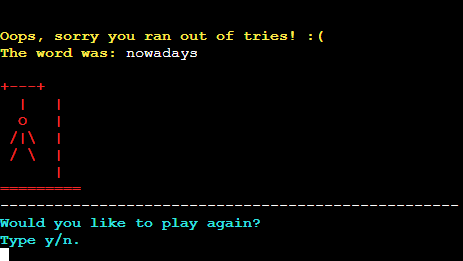 Oops, sorry you ran out of tries! :(
The word was: nowadays
+---+
  |   |
  o   |
 /|\  |
 / \  |
      |
=========
---------------------------------------------------
Would you like to play again?
Type y/n.